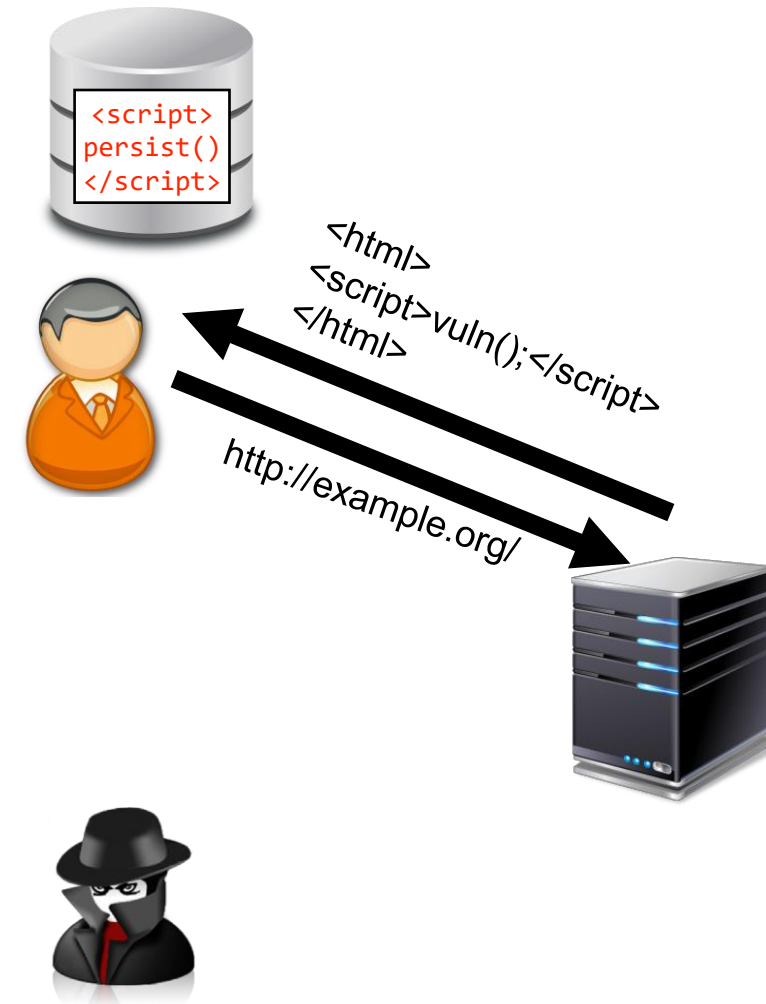 <script>
persist()
</script>
<html>
<script>vuln();</script>
</html>
http://example.org/